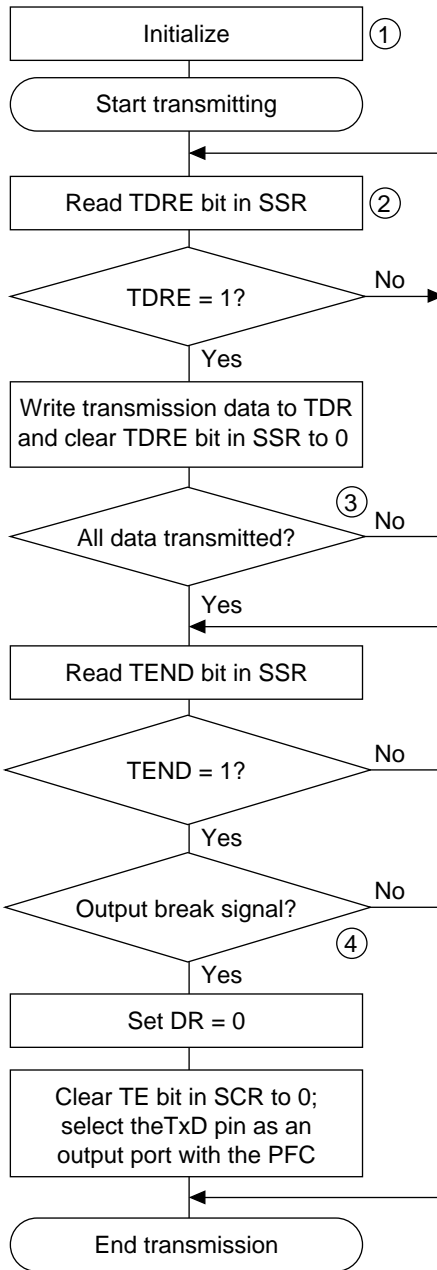 Initialize
1
Start transmitting
Read TDRE bit in SSR
2
TDRE = 1?
No
Yes
Write transmission data to TDR
and clear TDRE bit in SSR to 0
3
All data transmitted?
No
Yes
Read TEND bit in SSR
TEND = 1?
No
Yes
Output break signal?
No
4
Yes
Set DR = 0
Clear TE bit in SCR to 0;
select theTxD pin as an
output port with the PFC
End transmission